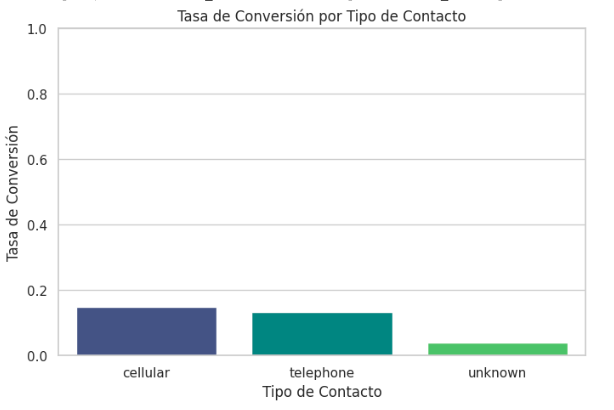 Tasa de Conversión por Tipo de Contacto
1.0
0.8
0.6
0.4
0.2
0.0
Tasa de Conversión
cellular telephone unknown
Tipo de Contacto